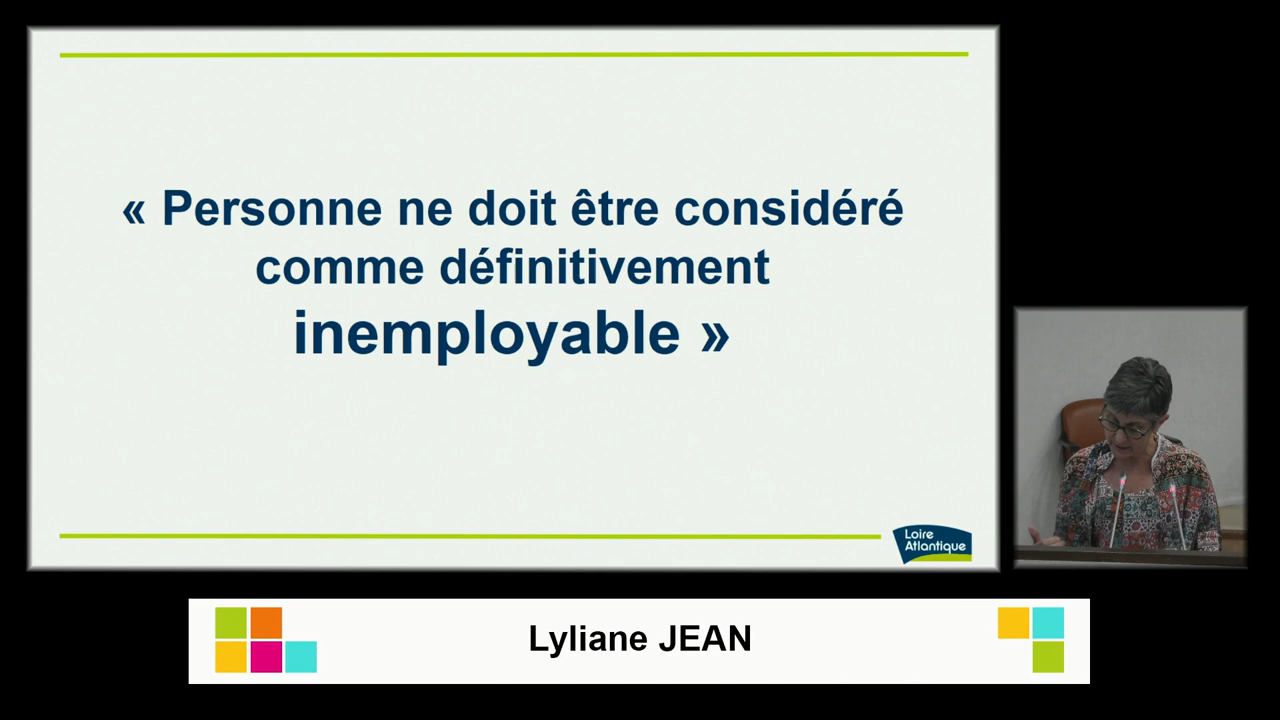 « Personne ne doit être considéré
comme définitivement
inemployable »
Loire
Atlantique
Lyliane JEAN